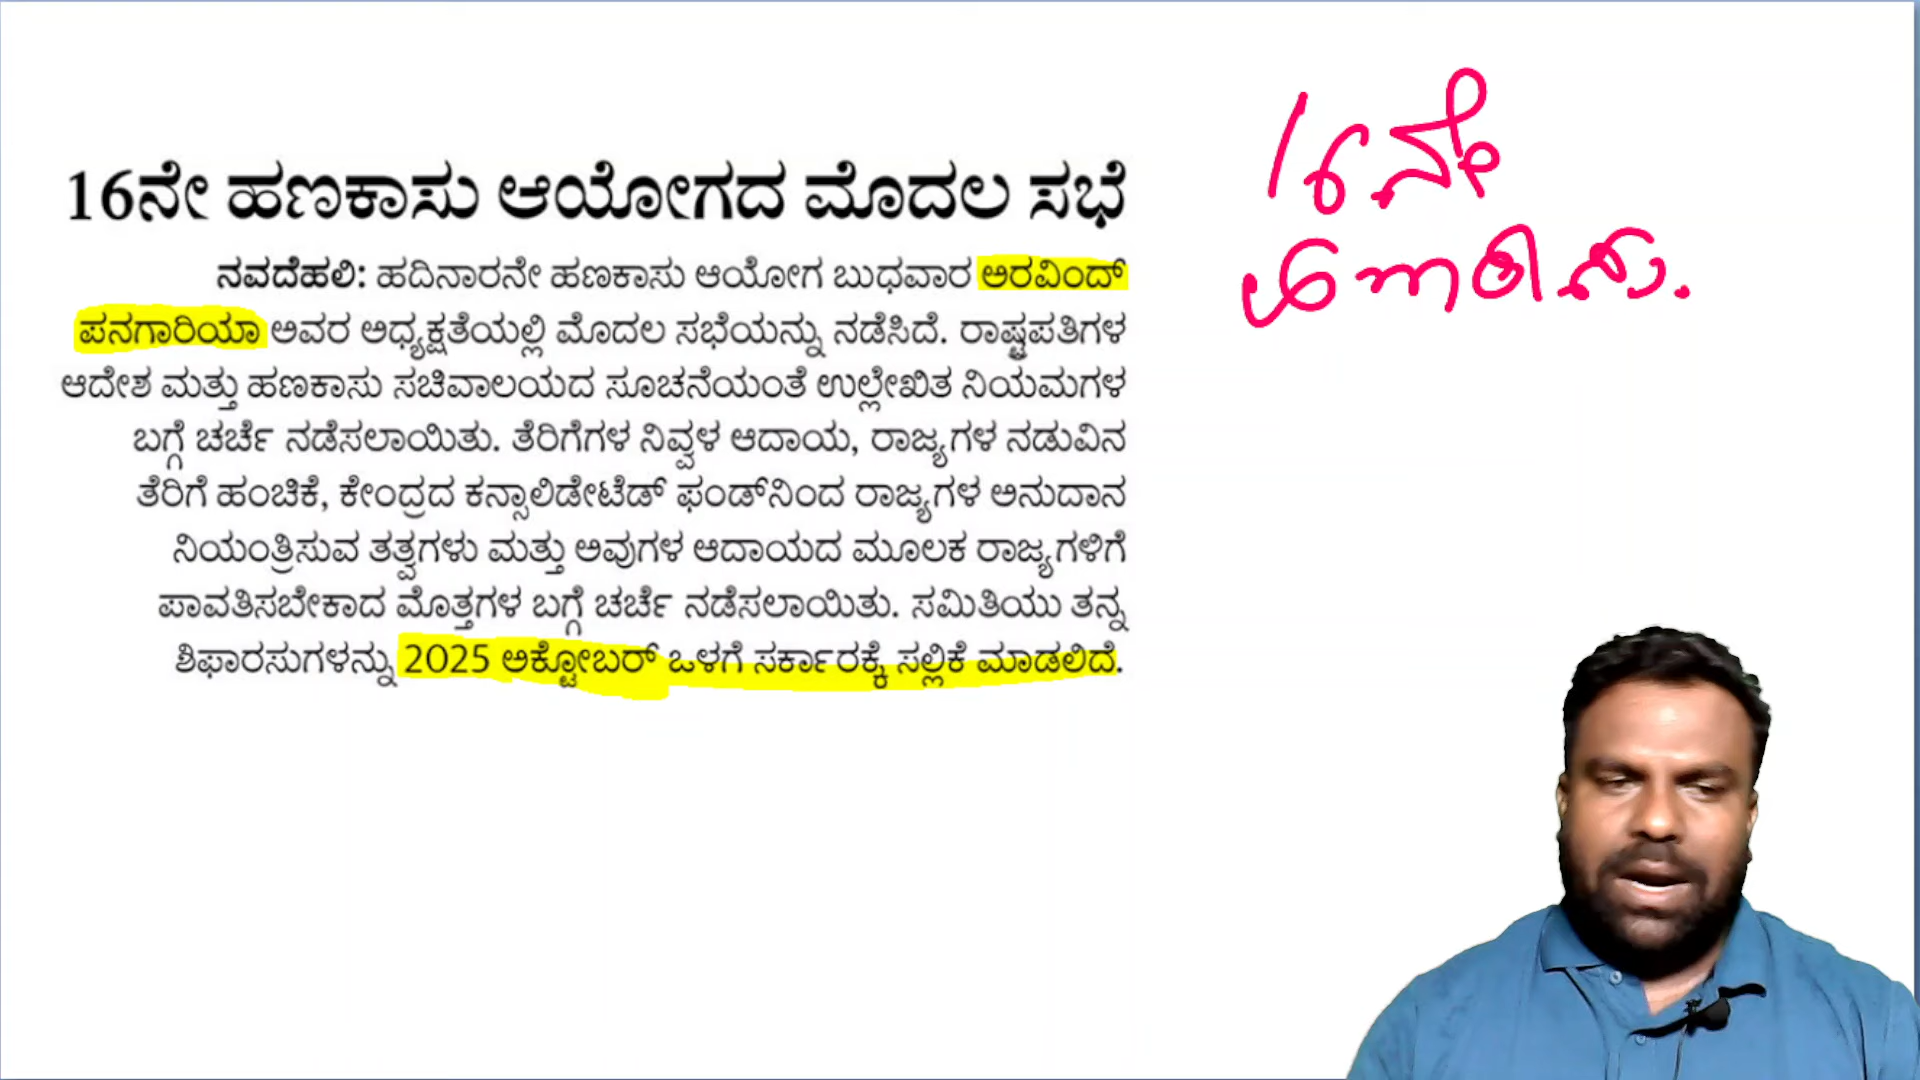 16ನೇ ಹಣಕಾಸು ಆಯೋಗದ ಮೊದಲ ಸಭೆ
ನವದೆಹಲಿ: ಹದಿನಾರನೇ ಹಣಕಾಸು ಆಯೋಗ ಬುಧವಾರ ಅರವಿಂದ್
ಪನಗಾರಿಯಾ ಅವರ ಅಧ್ಯಕ್ಷತೆಯಲ್ಲಿ ಮೊದಲ ಸಭೆಯನ್ನು ನಡೆಸಿದೆ. ರಾಷ್ಟ್ರಪತಿಗಳ
ಆದೇಶ ಮತ್ತು ಹಣಕಾಸು ಸಚಿವಾಲಯದ ಸೂಚನೆಯಂತೆ ಉಲ್ಲೇಖಿತ ನಿಯಮಗಳ
ಬಗ್ಗೆ ಚರ್ಚೆ ನಡೆಸಲಾಯಿತು. ತೆರಿಗೆಗಳ ನಿವ್ವಳ ಆದಾಯ, ರಾಜ್ಯಗಳ ನಡುವಿನ
ತೆರಿಗೆ ಹಂಚಿಕೆ, ಕೇಂದ್ರದ ಕನ್ಸಾಲಿಡೇಟೆಡ್ ಫಂಡ್‌ನಿಂದ ರಾಜ್ಯಗಳ ಅನುದಾನ
ನಿಯಂತ್ರಿಸುವ ತತ್ವಗಳು ಮತ್ತು ಅವುಗಳ ಆದಾಯದ ಮೂಲಕ ರಾಜ್ಯಗಳಿಗೆ
ಪಾವತಿಸಬೇಕಾದ ಮೊತ್ತಗಳ ಬಗ್ಗೆ ಚರ್ಚೆ ನಡೆಸಲಾಯಿತು. ಸಮಿತಿಯು ತನ್ನ
ಶಿಫಾರಸುಗಳನ್ನು 2025 ಅಕ್ಟೋಬರ್ ಒಳಗೆ ಸರ್ಕಾರಕ್ಕೆ ಸಲ್ಲಿಕೆ ಮಾಡಲಿದೆ.
16ನೇ